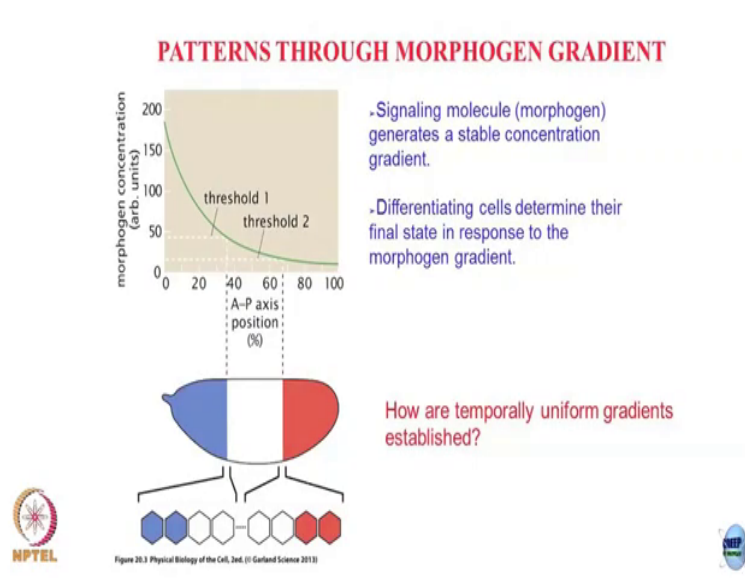 PATTERNS THROUGH MORPHOGEN GRADIENT
morphogen concentration
(arb. units)
200
150
100
50
0
threshold 1
threshold 2
0 20 40 60 80 100
A–P axis
position
(%)
➢Signaling molecule (morphogen)
generates a stable concentration
gradient.
➢Differentiating cells determine their
final state in response to the
morphogen gradient.
How are temporally uniform gradients
established?
NPTEL
Figure 20.3 Physical Biology of the Cell, 2ed. (© Garland Science 2013)